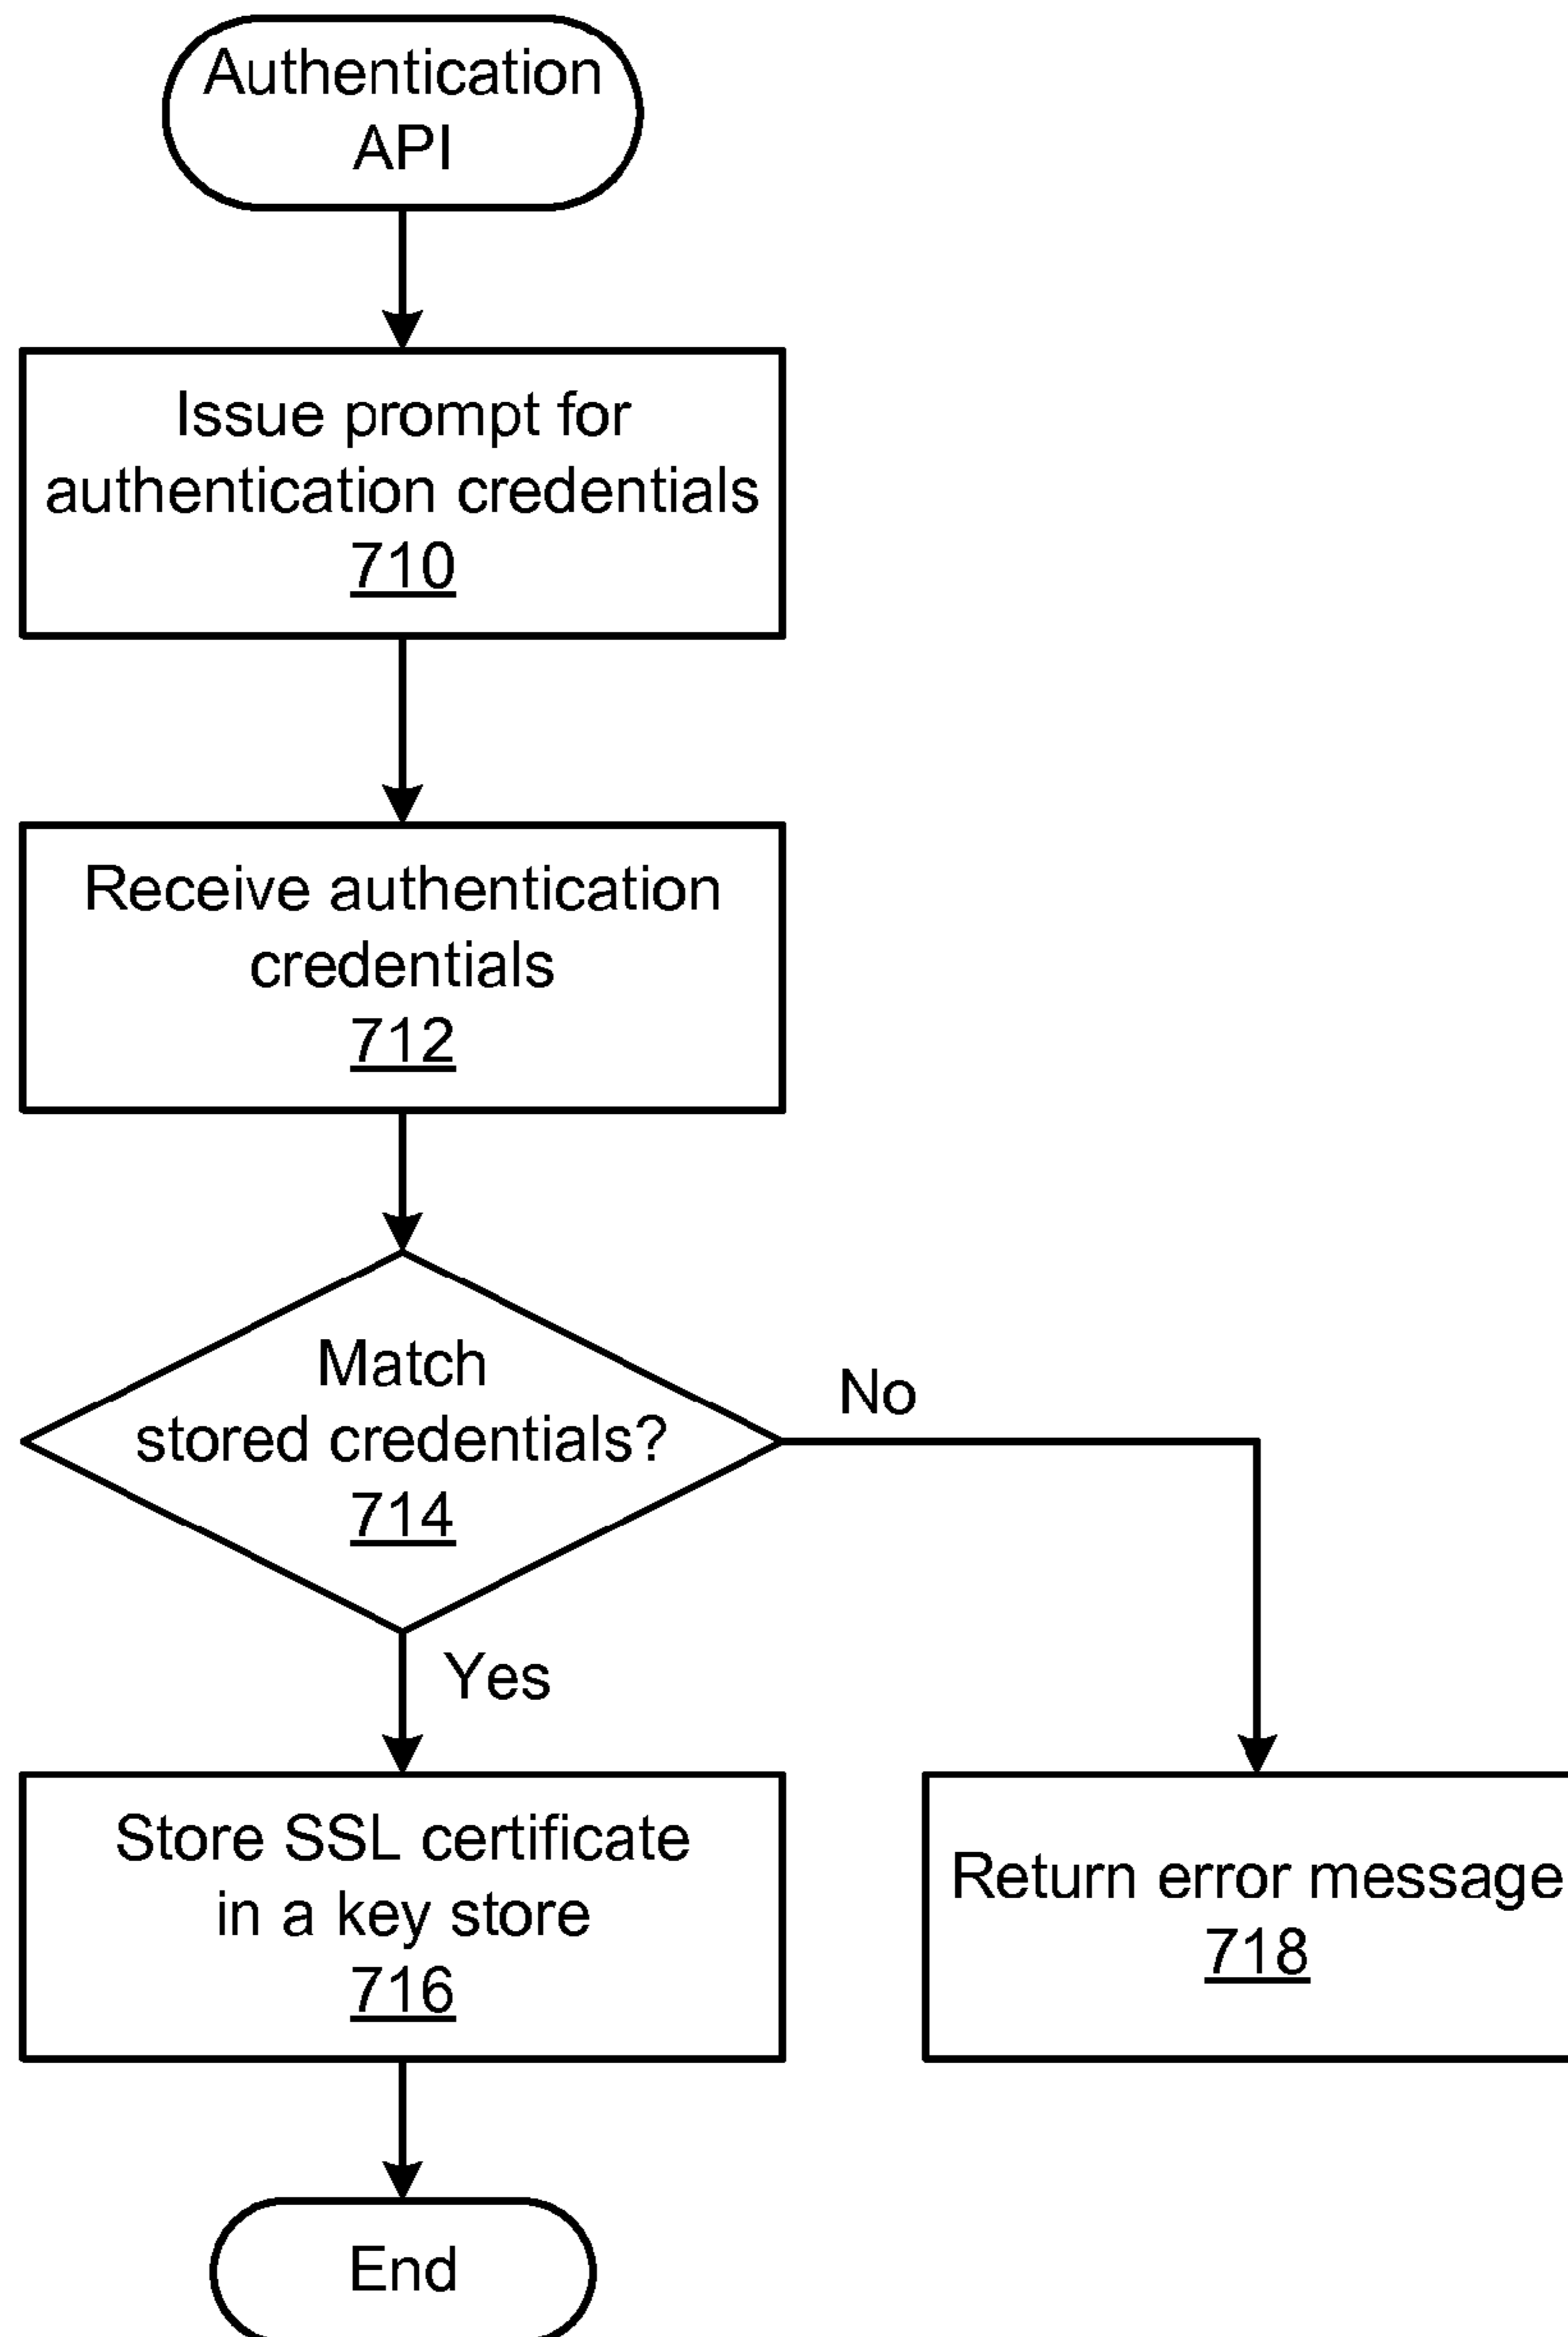 Authentication
API
Issue prompt for
authentication credentials
710
Receive authentication
credentials
712
Match
stored credentials?
714
No
Yes
Store SSL certificate
in a key store
716
Return error message
718
End